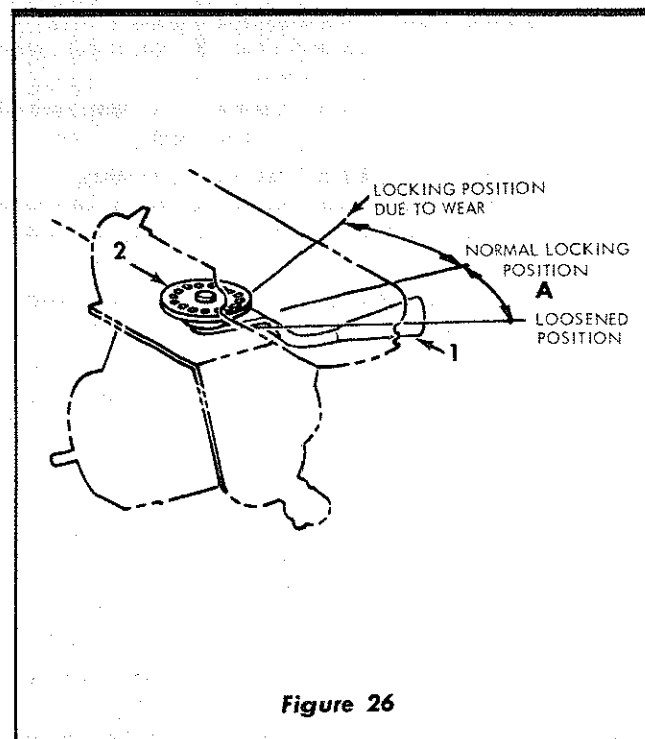 LOCKING POSITION
DUE TO WEAR
2
NORMAL LOCKING
POSITION
A
LOOSENED
POSITION
1
Figure 26